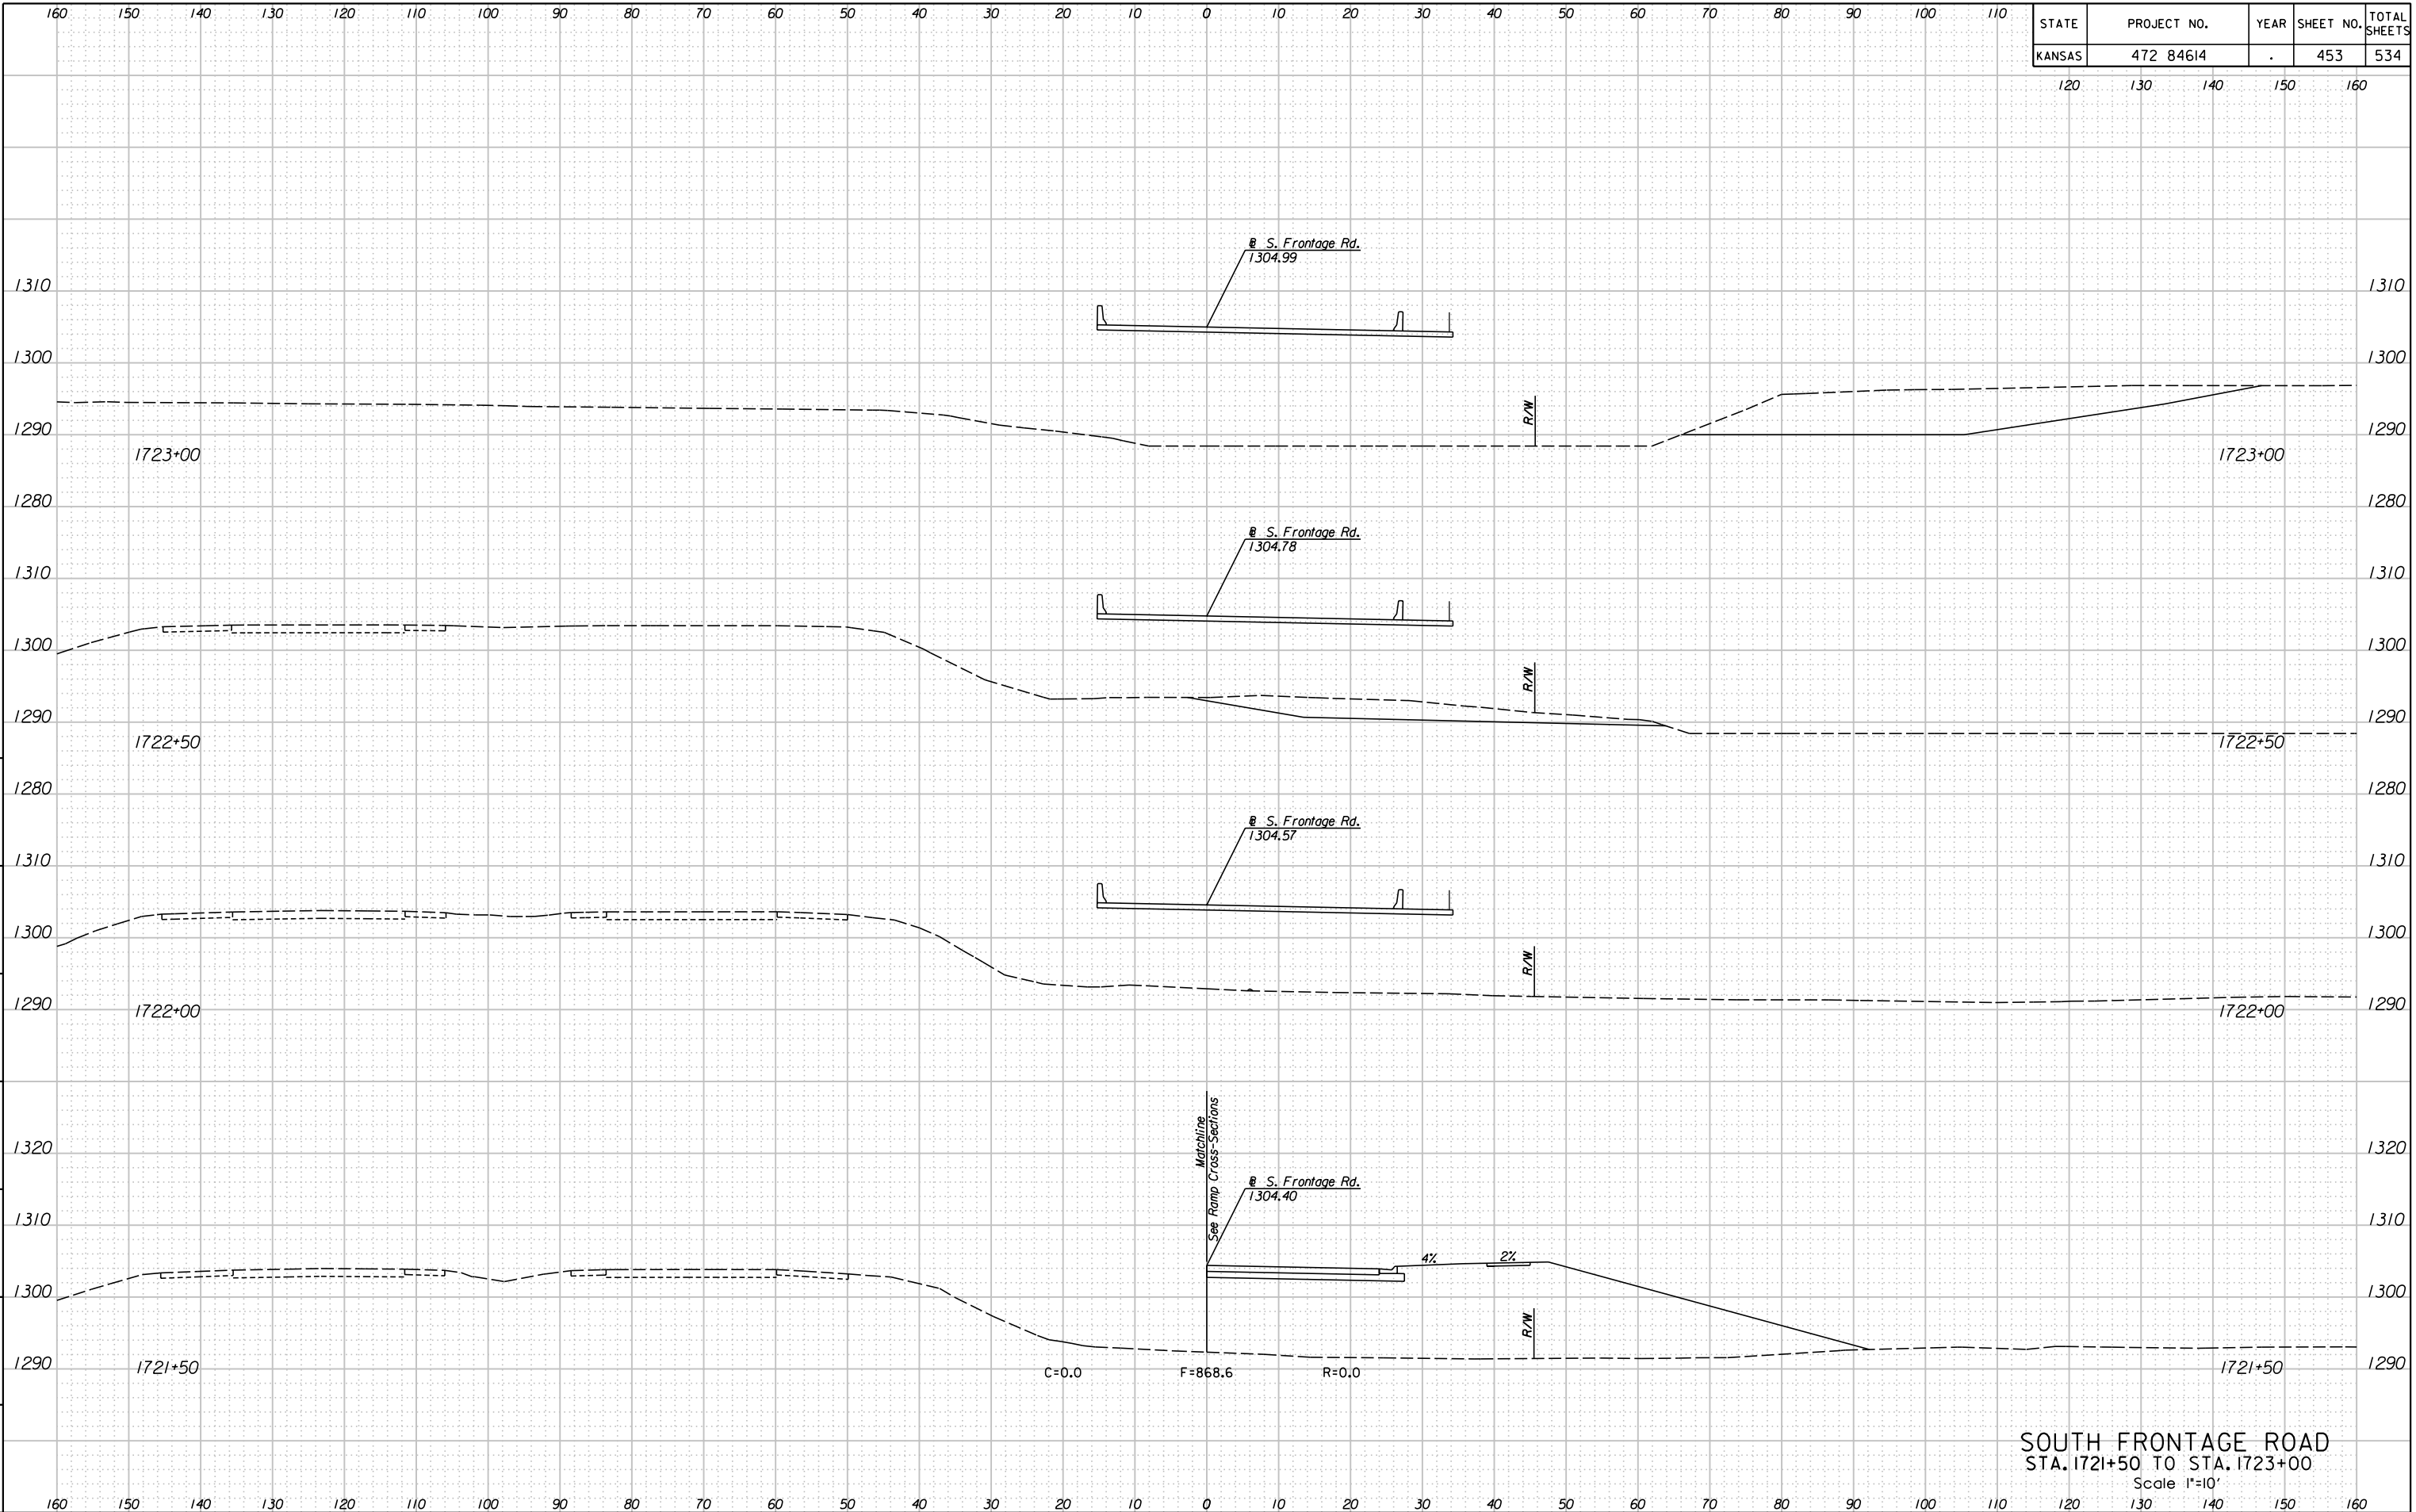 160 150 140 130 120 110 100 90 80 70 60 50 40 30 20 10 0 10 20 30 40 50 60 70 80 90 100 110
STATE PROJECT NO. YEAR SHEET NO. TOTAL SHEETS
KANSAS 472 84614 . 453 534
120 130 140 150 160
S. Frontage Rd.
1304.99
1310 1310
1300 1300
R/W
1290 1290
1723+00 1723+00
1280 1280
S. Frontage Rd.
1304.78
1310 1310
1300 1300
R/W
1290 1290
1722+50 1722+50
1280 1280
S. Frontage Rd.
1304.57
1310 1310
1300 1300
R/W
1290 1290
1722+00 1722+00
Matchline
See Ramp Cross-Sections
1320 1320
S. Frontage Rd.
1304.40
1310 1310
4% 2%
1300 1300
R/W
1290 1290
1721+50 1721+50
C=0.0 F=868.6 R=0.0
SOUTH FRONTAGE ROAD
STA. 1721+50 TO STA. 1723+00
Scale 1"=10'
160 150 140 130 120 110 100 90 80 70 60 50 40 30 20 10 0 10 20 30 40 50 60 70 80 90 100 110 120 130 140 150 160